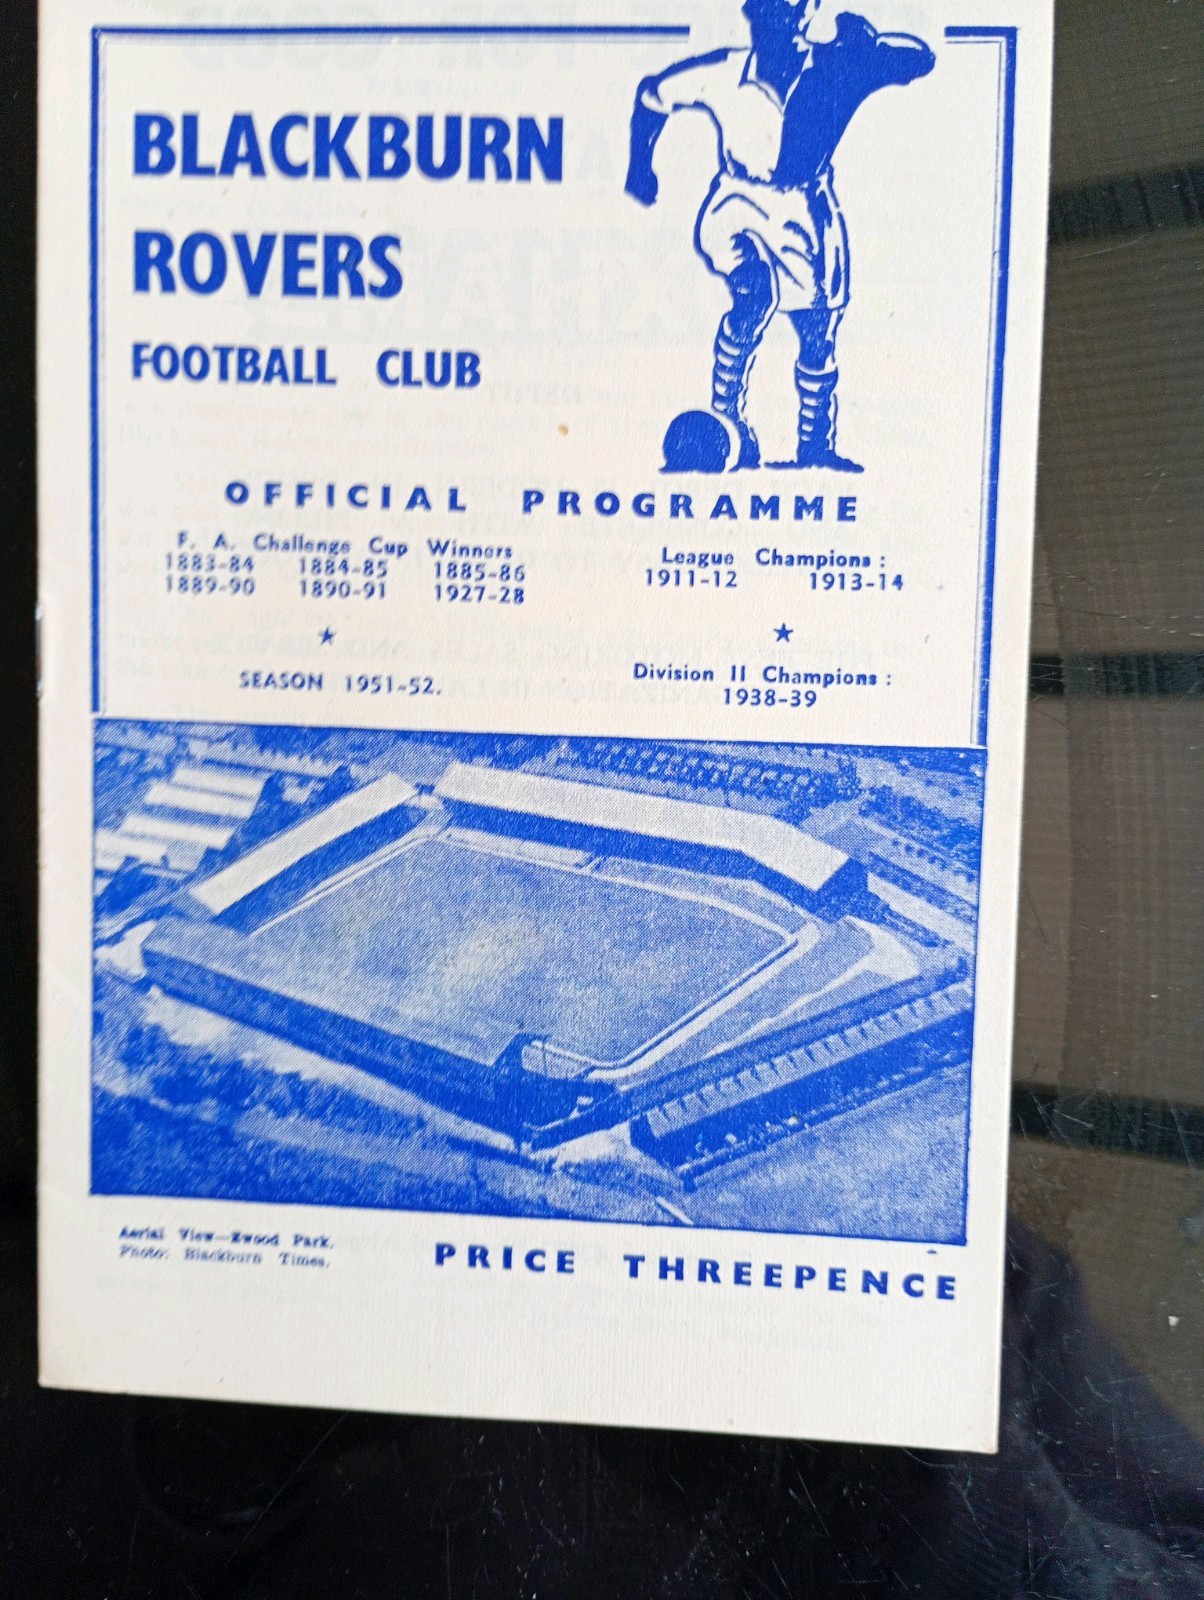 BLACKBURN
ROVERS
FOOTBALL CLUB
OFFICIAL PROGRAMME
F. A. Challenge Cup Winners
1883-84 1884-85 1885-86
1889-90 1890-91 1927-28
League Champions :
1911-12 1913-14
SEASON 1951-52.
Division II Champions :
1938-39
Aerial View—Ewood Park.
Photo: Blackburn Times.
PRICE THREEPENCE